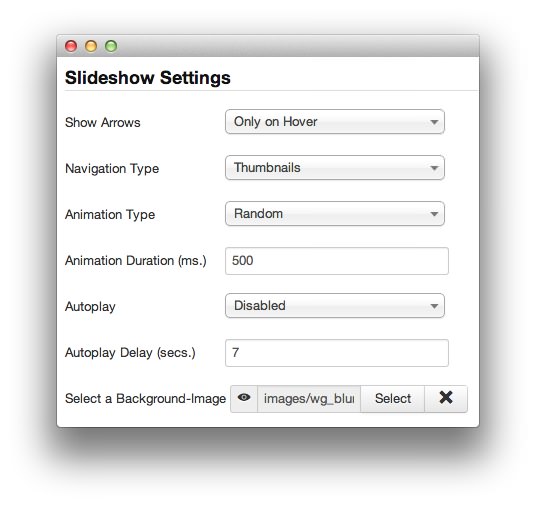 Slideshow Settings
Show Arrows Only on Hover
Navigation Type Thumbnails
Animation Type Random
Animation Duration (ms.) 500
Autoplay Disabled
Autoplay Delay (secs.) 7
Select a Background-Image images/wg_blu Select